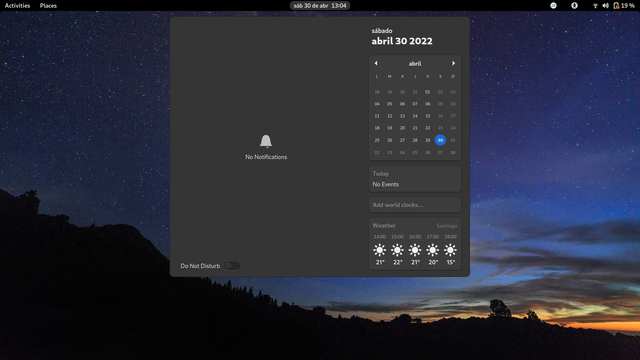 Activities Places sáb 30 de abr 13:04 19 %
sábado
abril 30 2022
abril
L M X J V S D
28 29 30 31 01 02 03
04 05 06 07 08 09 10
11 12 13 14 15 16 17
18 19 20 21 22 23 24
25 26 27 28 29 30 01
02 03 04 05 06 07 08
No Notifications
Today
No Events
Add world clocks…
Weather Santiago
14:00 15:00 16:00 17:00 18:00
21° 22° 21° 20° 15°
Do Not Disturb